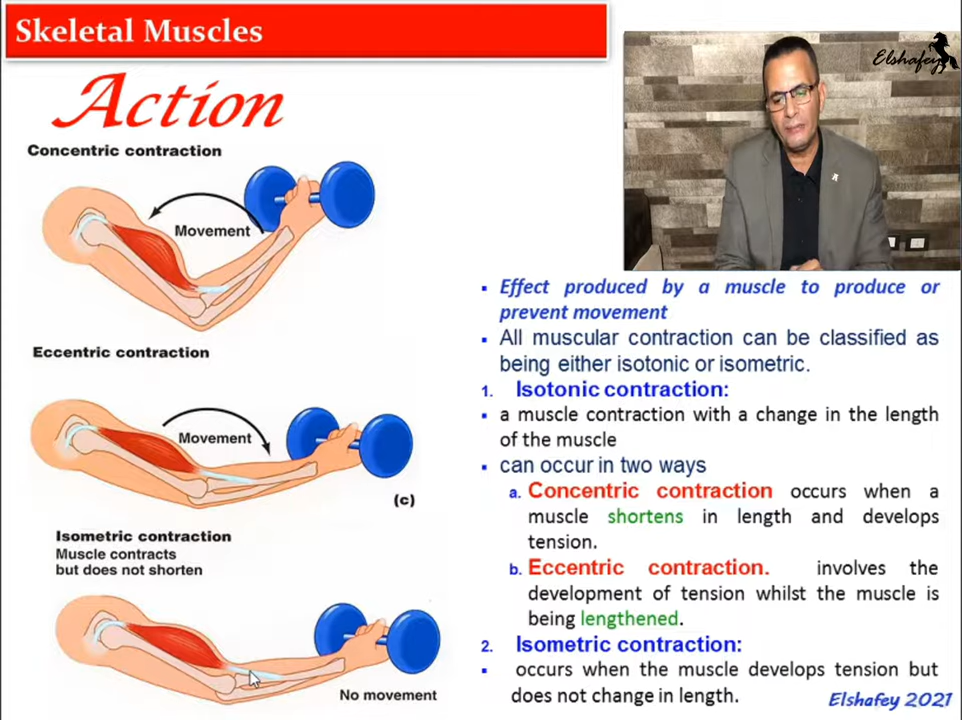 Skeletal Muscles
Elshafey
Action
Concentric contraction
Movement
Eccentric contraction
Movement
(c)
Isometric contraction
Muscle contracts
but does not shorten
No movement
▪ Effect produced by a muscle to produce or
prevent movement
▪ All muscular contraction can be classified as
being either isotonic or isometric.
1. Isotonic contraction:
▪ a muscle contraction with a change in the length
of the muscle
▪ can occur in two ways
a. Concentric contraction occurs when a
muscle shortens in length and develops
tension.
b. Eccentric contraction. involves the
development of tension whilst the muscle is
being lengthened.
2. Isometric contraction:
▪ occurs when the muscle develops tension but
does not change in length.
Elshafey 2021